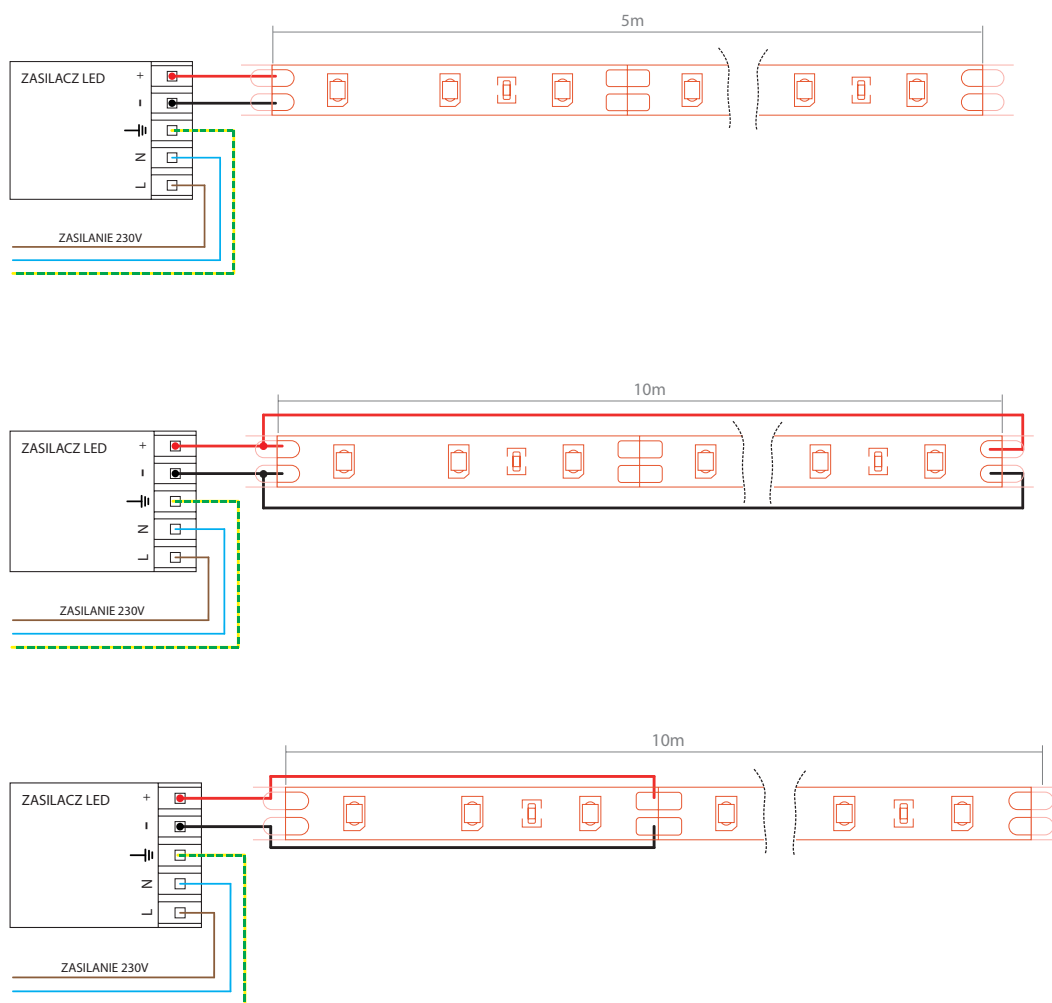 5m
ZASILACZ LED
+
-
N
L
ZASILANIE 230V
10m
ZASILACZ LED
+
-
N
L
ZASILANIE 230V
10m
ZASILACZ LED
+
-
N
L
ZASILANIE 230V